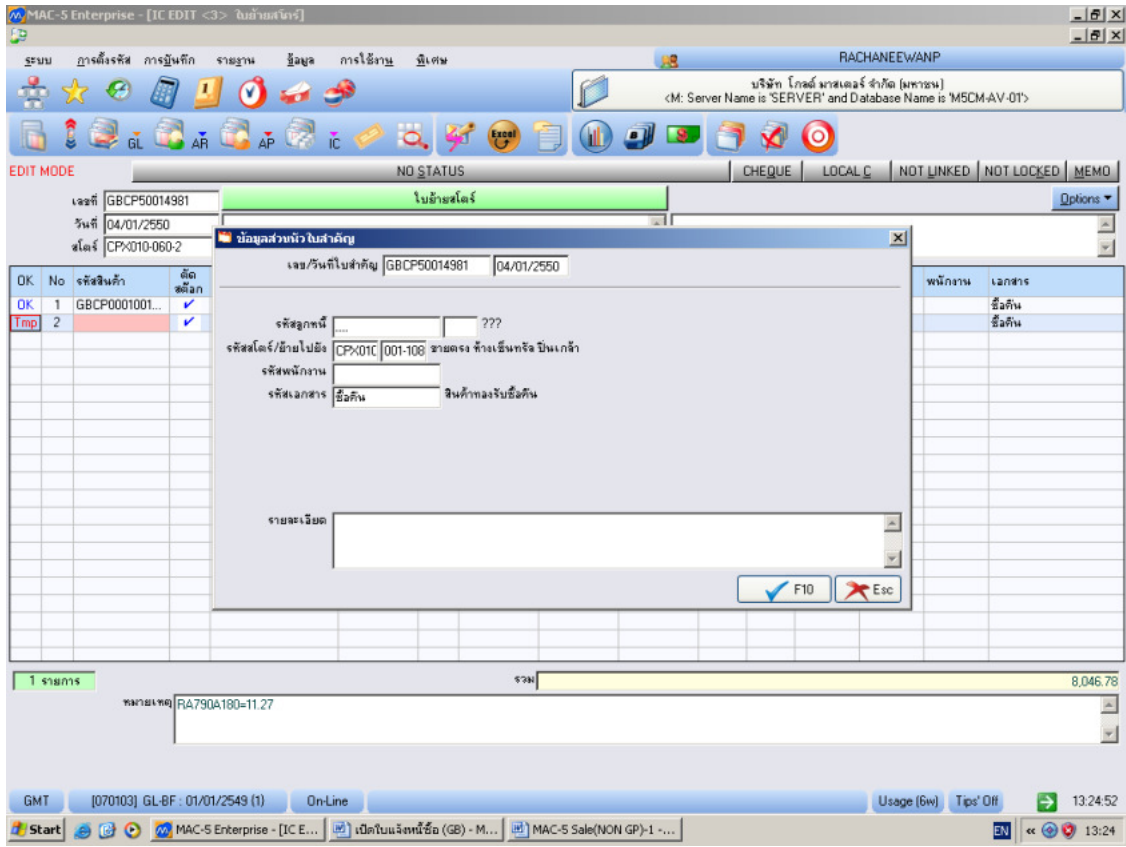 MAC-5 Enterprise - [IC EDIT <3> ใบย้ายสโตร์]
ระบบ การตั้งรหัส การบันทึก รายงาน ข้อมูล การใช้งาน พิเศษ RACHANEEWANP
บริษัท โกลด์ มาสเตอร์ จำกัด (มหาชน)
<M: Server Name is 'SERVER' and Database Name is 'M5CM-AV-01'>
GL AR AP IC Excel
EDIT MODE NO STATUS CHEQUE LOCAL C NOT LINKED NOT LOCKED MEMO
เลขที่ GBCP50014981 ใบย้ายสโตร์ Options
วันที่ 04/01/2550
สโตร์ CPX010-060-2
ข้อมูลส่วนหัวใบสำคัญ
เลข/วันที่ใบสำคัญ GBCP50014981 04/01/2550
OK No รหัสสินค้า ตัดสต๊อก พนักงาน เอกสาร
OK 1 GBCP0001001... ซื้อคืน
Tmp 2 ซื้อคืน
รหัสลูกหนี้ .... ???
รหัสสโตร์/ย้ายไปยัง CPX010 001-108 ขายตรง ห้างเซ็นทรัล ปิ่นเกล้า
รหัสพนักงาน
รหัสเอกสาร ซื้อคืน สินค้าทองรับซื้อคืน
รายละเอียด
F10 Esc
1 รายการ รวม 8,046.78
หมายเหตุ RA790A180=11.27
GMT [070103] GL-BF : 01/01/2549 (1) On-Line Usage (6w) Tips' Off 13:24:52
Start MAC-5 Enterprise - [IC E... เปิดใบแจ้งหนี้ซื้อ (GB) - M... MAC-5 Sale(NON GP)-1 -... EN « 13:24